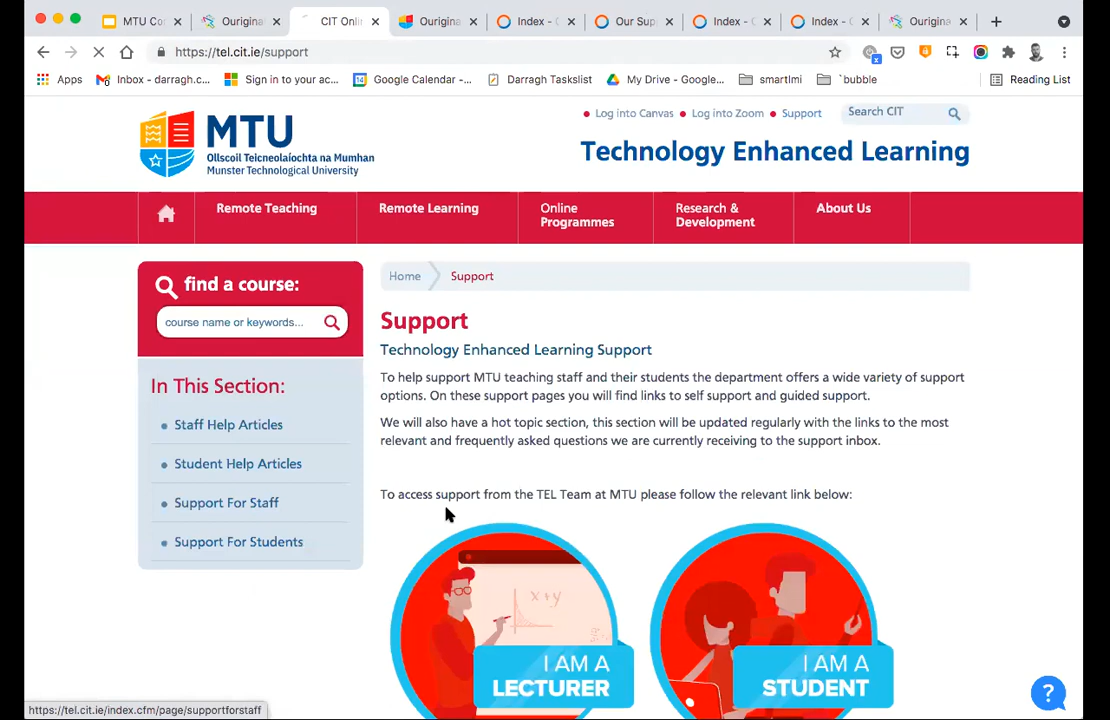 MTU Cor
Ourigina
CIT Onlin
Ourigina
Index - C
Our Sup
Index - C
Index - C
Ourigina
https://tel.cit.ie/support
Apps
Inbox - darragh.c...
Sign in to your ac...
Google Calendar -...
Darragh Tasklist
My Drive - Google...
smartlmi
`bubble
Reading List
MTU
Ollscoil Teicneolaíochta na Mumhan
Munster Technological University
Log into Canvas
Log into Zoom
Support
Search CIT
Technology Enhanced Learning
Remote Teaching
Remote Learning
Online
Programmes
Research &
Development
About Us
find a course:
course name or keywords...
In This Section:
Staff Help Articles
Student Help Articles
Support For Staff
Support For Students
Home
Support
Support
Technology Enhanced Learning Support
To help support MTU teaching staff and their students the department offers a wide variety of support
options. On these support pages you will find links to self support and guided support.
We will also have a hot topic section, this section will be updated regularly with the links to the most
relevant and frequently asked questions we are currently receiving to the support inbox.
To access support from the TEL Team at MTU please follow the relevant link below:
x+y
I AM A
LECTURER
I AM A
STUDENT
?
https://tel.cit.ie/index.cfm/page/supportforstaff